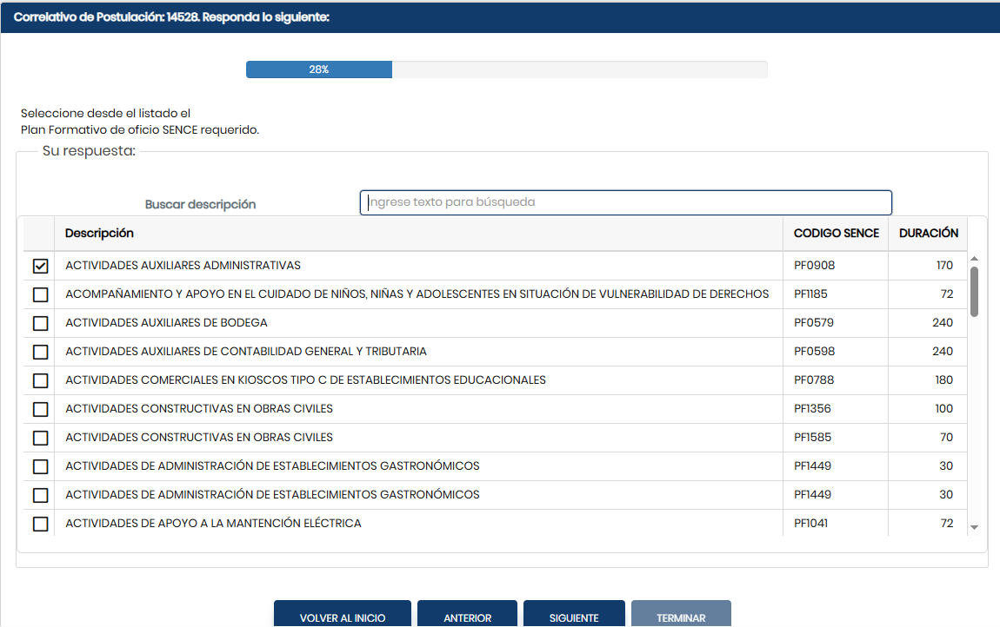 Correlativo de Postulación: 14528. Responda lo siguiente:
28%
Seleccione desde el listado el
Plan Formativo de oficio SENCE requerido.
Su respuesta:
Buscar descripción Ingrese texto para búsqueda
Descripción CODIGO SENCE DURACIÓN
ACTIVIDADES AUXILIARES ADMINISTRATIVAS PF0908 170
ACOMPAÑAMIENTO Y APOYO EN EL CUIDADO DE NIÑOS, NIÑAS Y ADOLESCENTES EN SITUACIÓN DE VULNERABILIDAD DE DERECHOS PF1185 72
ACTIVIDADES AUXILIARES DE BODEGA PF0579 240
ACTIVIDADES AUXILIARES DE CONTABILIDAD GENERAL Y TRIBUTARIA PF0598 240
ACTIVIDADES COMERCIALES EN KIOSCOS TIPO C DE ESTABLECIMIENTOS EDUCACIONALES PF0788 180
ACTIVIDADES CONSTRUCTIVAS EN OBRAS CIVILES PF1356 100
ACTIVIDADES CONSTRUCTIVAS EN OBRAS CIVILES PF1585 70
ACTIVIDADES DE ADMINISTRACIÓN DE ESTABLECIMIENTOS GASTRONÓMICOS PF1449 30
ACTIVIDADES DE ADMINISTRACIÓN DE ESTABLECIMIENTOS GASTRONÓMICOS PF1449 30
ACTIVIDADES DE APOYO A LA MANTENCIÓN ELÉCTRICA PF1041 72
VOLVER AL INICIO ANTERIOR SIGUIENTE TERMINAR